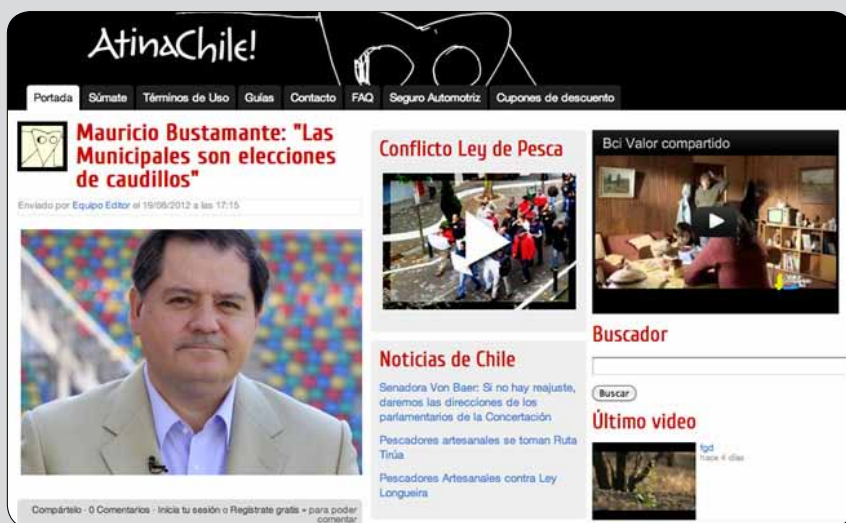 AtinaChile!
Portada Súmate Términos de Uso Guías Contacto FAQ Seguro Automotriz Cupones de descuento
Mauricio Bustamante: "Las
Municipales son elecciones
de caudillos"
Enviado por Equipo Editor el 19/06/2012 a las 17:15
Compártelo · 0 Comentarios · Inicia tu sesión o Regístrate gratis » para poder
comentar
Conflicto Ley de Pesca
Noticias de Chile
Senadora Von Baer: Si no hay reajuste,
daremos las direcciones de los
parlamentarios de la Concertación
Pescadores artesanales se toman Ruta
Tirúa
Pescadores Artesanales contra Ley
Longueira
Bci Valor compartido
Buscador
Buscar
Último video
fgd
hace 4 días